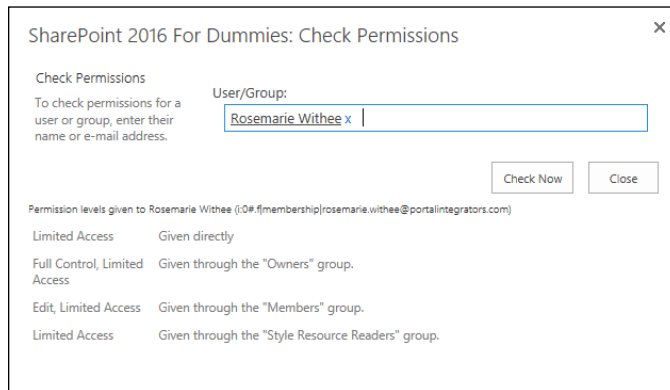 SharePoint 2016 For Dummies: Check Permissions
×
Check Permissions
To check permissions for a
user or group, enter their
name or e-mail address.
User/Group:
Rosemarie Withee x
Check Now
Close
Permission levels given to Rosemarie Withee (i:0#.f|membership|rosemarie.withee@portalintegrators.com)
Limited Access Given directly
Full Control, Limited Given through the "Owners" group.
Access
Edit, Limited Access Given through the "Members" group.
Limited Access Given through the "Style Resource Readers" group.